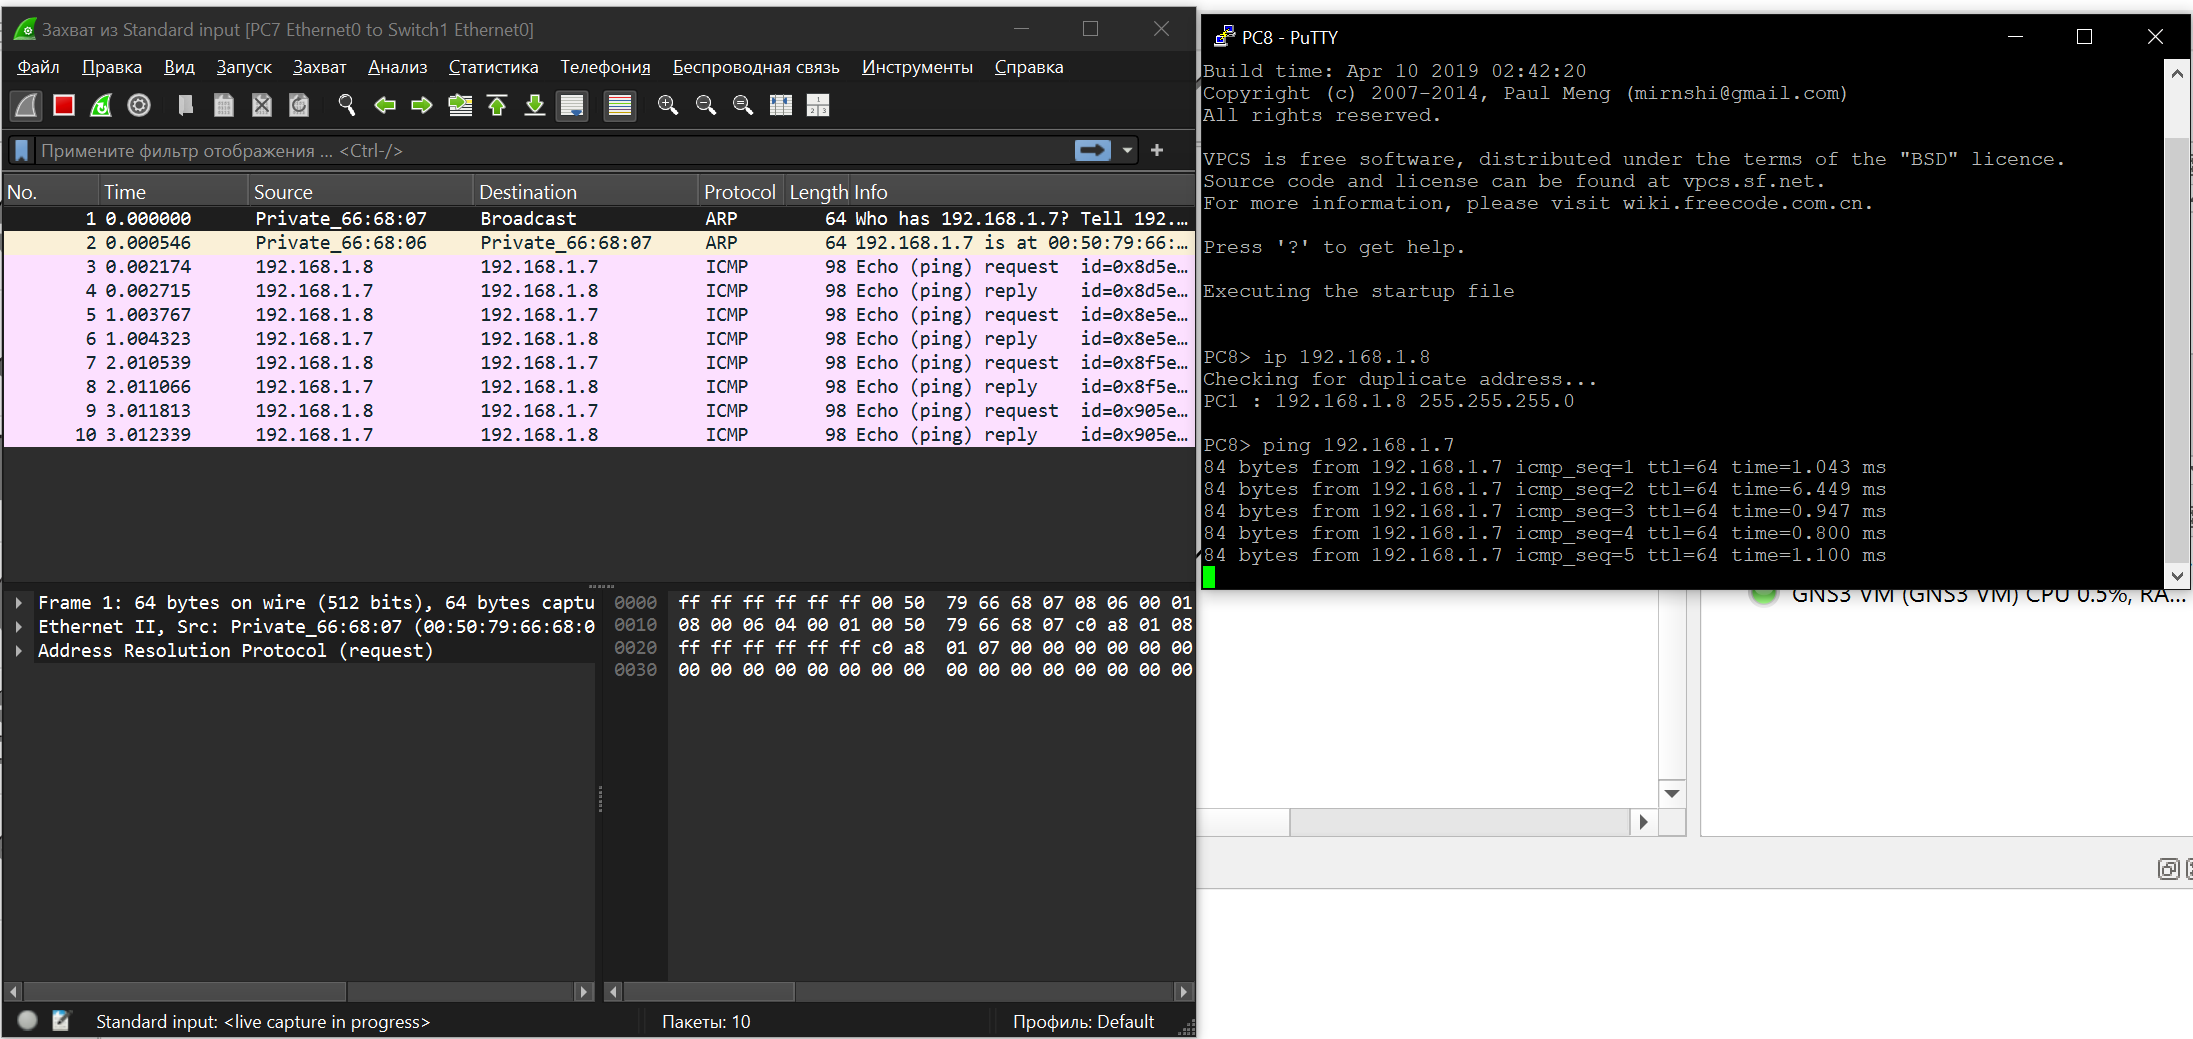 Захват из Standard input [PC7 Ethernet0 to Switch1 Ethernet0]
Файл Правка Вид Запуск Захват Анализ Статистика Телефония Беспроводная связь Инструменты Справка
Примените фильтр отображения ... <Ctrl-/>
No. Time Source Destination Protocol Length Info
1 0.000000 Private_66:68:07 Broadcast ARP 64 Who has 192.168.1.7? Tell 192.…
2 0.000546 Private_66:68:06 Private_66:68:07 ARP 64 192.168.1.7 is at 00:50:79:66:…
3 0.002174 192.168.1.8 192.168.1.7 ICMP 98 Echo (ping) request id=0x8d5e…
4 0.002715 192.168.1.7 192.168.1.8 ICMP 98 Echo (ping) reply id=0x8d5e…
5 1.003767 192.168.1.8 192.168.1.7 ICMP 98 Echo (ping) request id=0x8e5e…
6 1.004323 192.168.1.7 192.168.1.8 ICMP 98 Echo (ping) reply id=0x8e5e…
7 2.010539 192.168.1.8 192.168.1.7 ICMP 98 Echo (ping) request id=0x8f5e…
8 2.011066 192.168.1.7 192.168.1.8 ICMP 98 Echo (ping) reply id=0x8f5e…
9 3.011813 192.168.1.8 192.168.1.7 ICMP 98 Echo (ping) request id=0x905e…
10 3.012339 192.168.1.7 192.168.1.8 ICMP 98 Echo (ping) reply id=0x905e…
Frame 1: 64 bytes on wire (512 bits), 64 bytes captu
Ethernet II, Src: Private_66:68:07 (00:50:79:66:68:0
Address Resolution Protocol (request)
0000 ff ff ff ff ff ff 00 50 79 66 68 07 08 06 00 01
0010 08 00 06 04 00 01 00 50 79 66 68 07 c0 a8 01 08
0020 ff ff ff ff ff ff c0 a8 01 07 00 00 00 00 00 00
0030 00 00 00 00 00 00 00 00 00 00 00 00 00 00 00 00
Standard input: <live capture in progress> Пакеты: 10 Профиль: Default
PC8 - PuTTY
Build time: Apr 10 2019 02:42:20
Copyright (c) 2007-2014, Paul Meng (mirnshi@gmail.com)
All rights reserved.
VPCS is free software, distributed under the terms of the "BSD" licence.
Source code and license can be found at vpcs.sf.net.
For more information, please visit wiki.freecode.com.cn.
Press '?' to get help.
Executing the startup file
PC8> ip 192.168.1.8
Checking for duplicate address...
PC1 : 192.168.1.8 255.255.255.0
PC8> ping 192.168.1.7
84 bytes from 192.168.1.7 icmp_seq=1 ttl=64 time=1.043 ms
84 bytes from 192.168.1.7 icmp_seq=2 ttl=64 time=6.449 ms
84 bytes from 192.168.1.7 icmp_seq=3 ttl=64 time=0.947 ms
84 bytes from 192.168.1.7 icmp_seq=4 ttl=64 time=0.800 ms
84 bytes from 192.168.1.7 icmp_seq=5 ttl=64 time=1.100 ms
GNS3 VM (GNS3 VM) CPU 0.5%, RA...